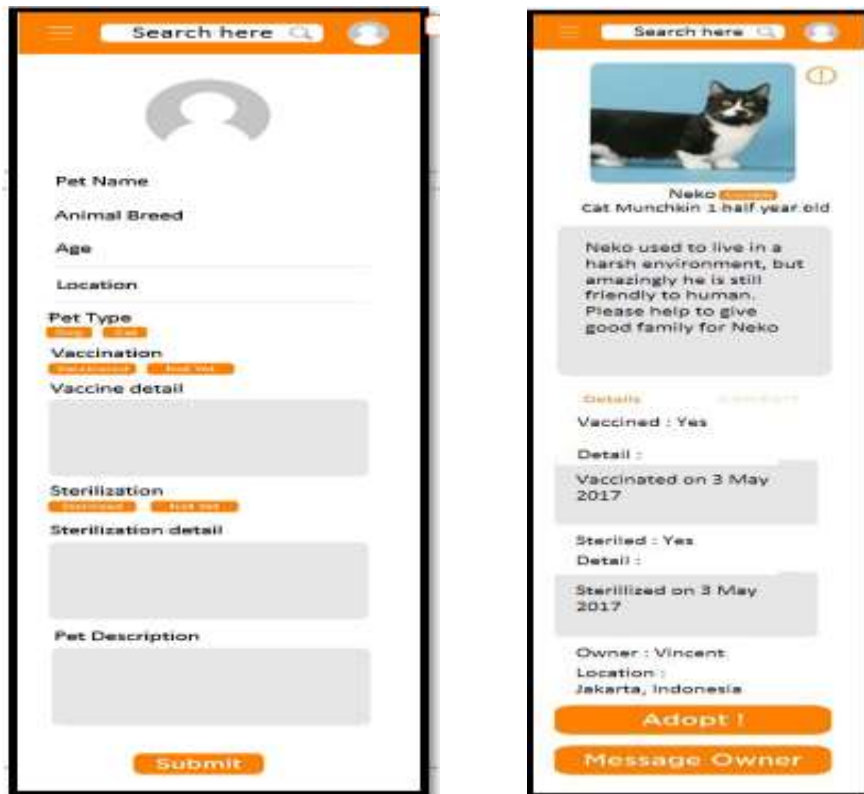 Search here
Pet Name
Animal Breed
Age
Location
Pet Type
Dog Cat
Vaccination
Vaccinated Not Yet
Vaccine detail
Sterilization
Sterilized Not Yet
Sterilization detail
Pet Description
Submit
Search here
Neko
Cat Munchkin 1 half year old
Neko used to live in a
harsh environment, but
amazingly he is still
friendly to human.
Please help to give
good family for Neko
Details
Vaccined : Yes
Detail :
Vaccinated on 3 May
2017
Steriled : Yes
Detail :
Sterillized on 3 May
2017
Owner : Vincent
Location :
Jakarta, Indonesia
Adopt !
Message Owner